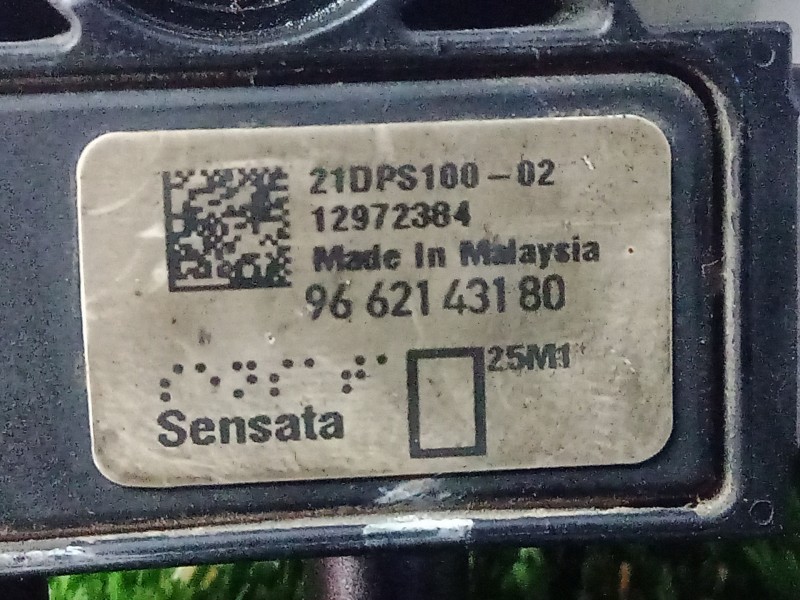 21DPS100-02
12972384
Made In Malaysia
96 621 431 80
25M1
Sensata